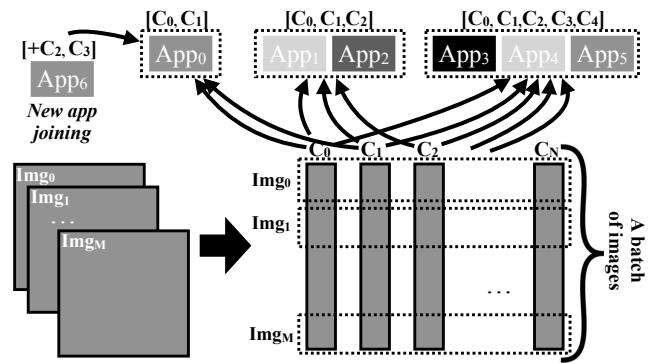 [C0, C1]
[C0, C1,C2]
[C0, C1,C2, C3,C4]
[+C2, C3]
App0
App1
App2
App3
App4
App5
App6
New app
joining
C0
C1
C2
CN
Img0
Img1
. . .
ImgM
Img0
Img1
. . .
ImgM
A batch
of images